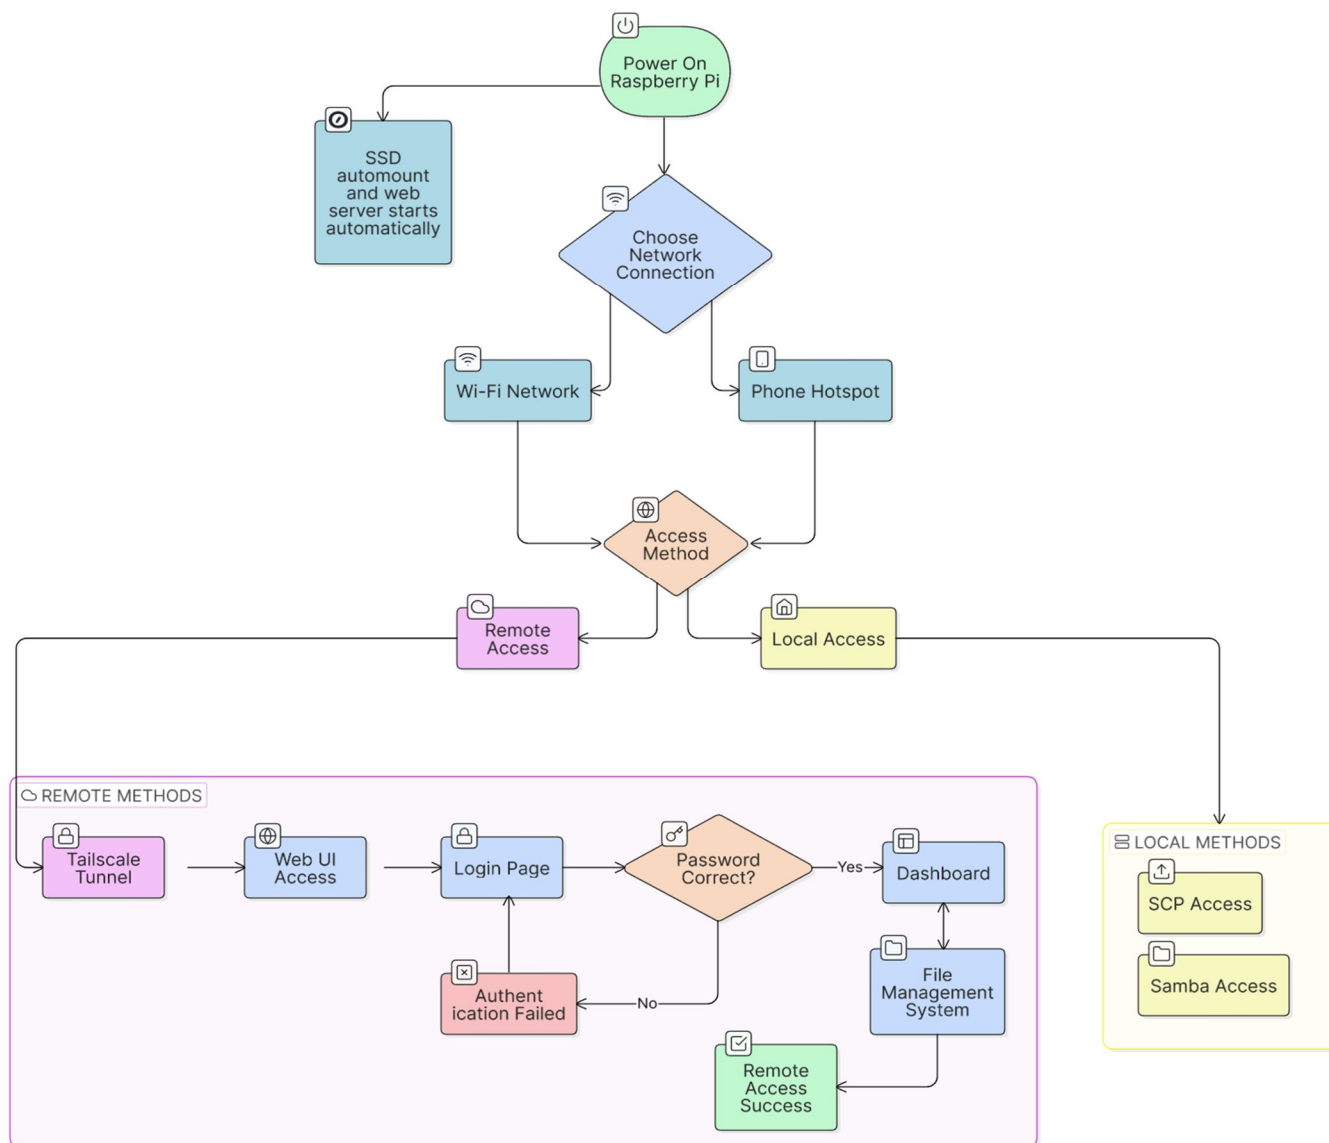 Power On
Raspberry Pi
SSD
automount
and web
server starts
automatically
Choose
Network
Connection
Wi-Fi Network
Phone Hotspot
Access
Method
Remote
Access
Local Access
REMOTE METHODS
Tailscale
Tunnel
Web UI
Access
Login Page
Password
Correct?
Yes
Dashboard
Authent
ication Failed
No
File
Management
System
Remote
Access
Success
LOCAL METHODS
SCP Access
Samba Access